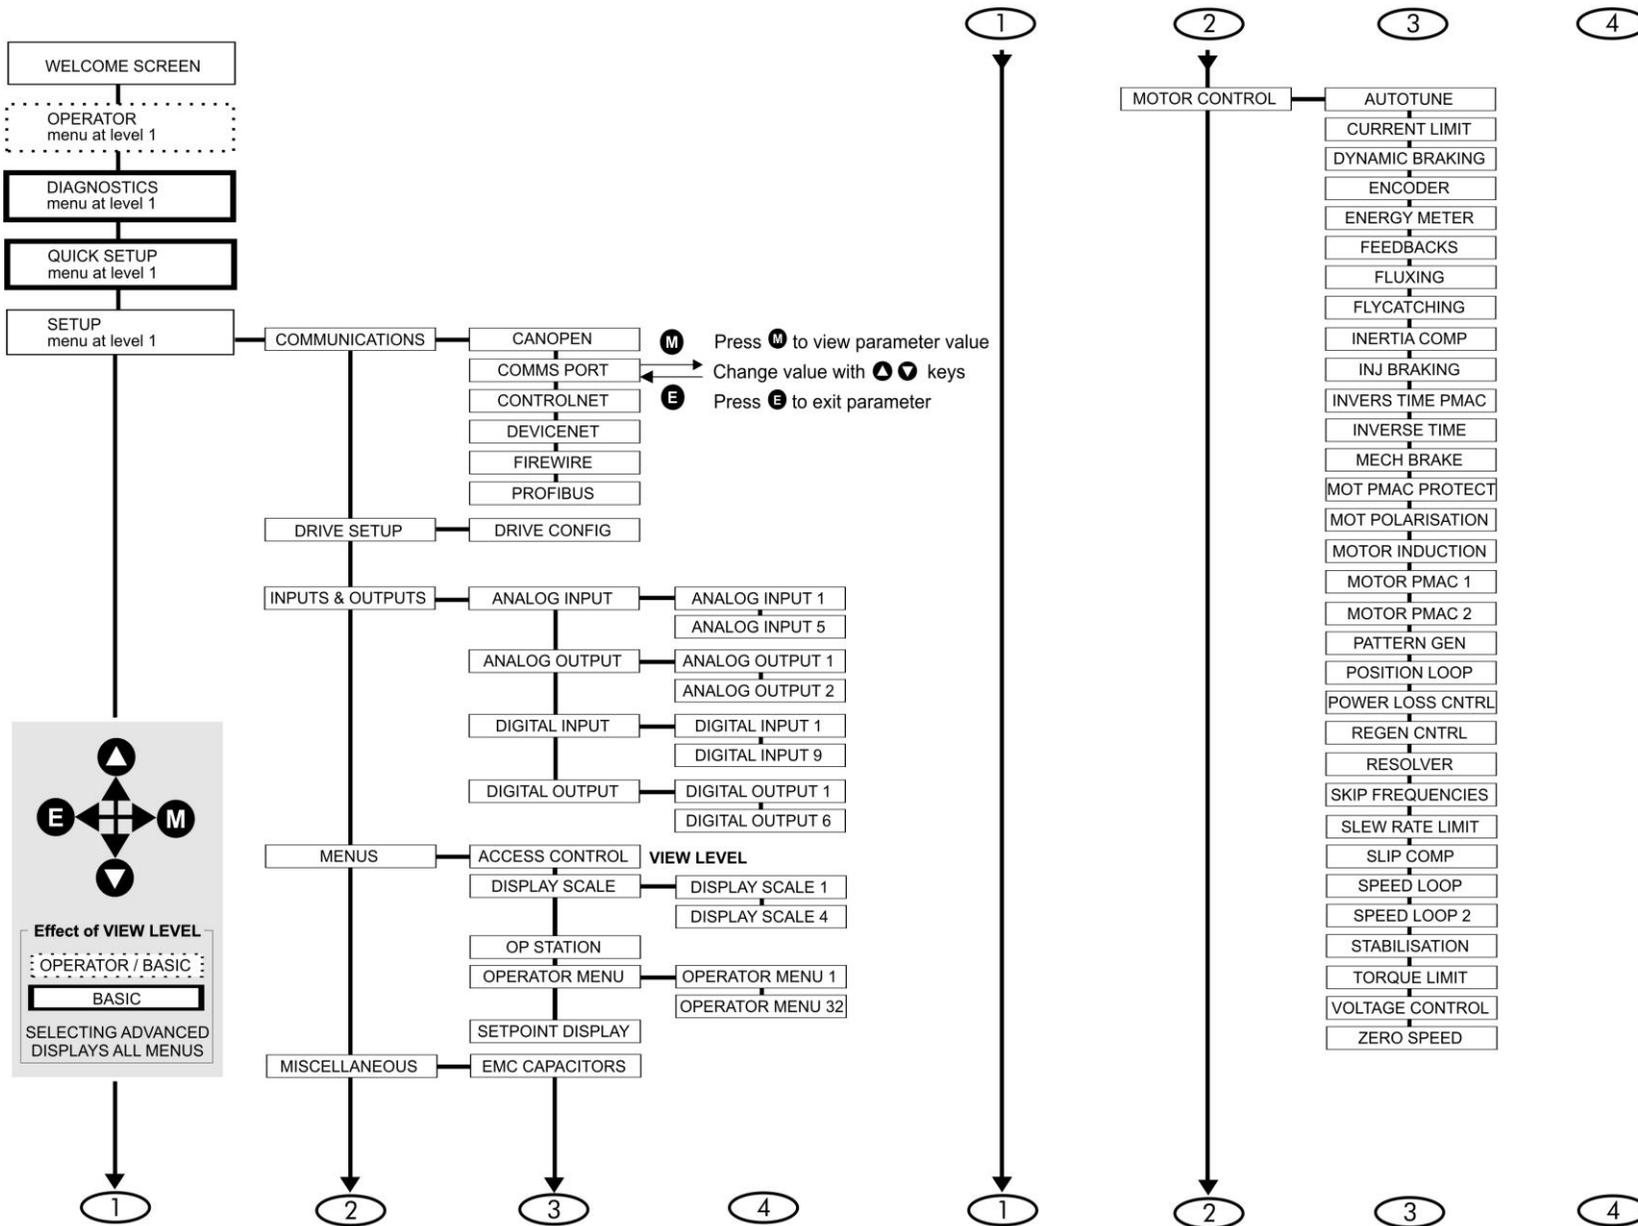 WELCOME SCREEN
OPERATOR
menu at level 1
DIAGNOSTICS
menu at level 1
QUICK SETUP
menu at level 1
SETUP
menu at level 1
E
M
Effect of VIEW LEVEL
OPERATOR / BASIC
BASIC
SELECTING ADVANCED
DISPLAYS ALL MENUS
1
COMMUNICATIONS
CANOPEN
COMMS PORT
CONTROLNET
DEVICENET
FIREWIRE
PROFIBUS
M Press M to view parameter value
Change value with keys
E Press E to exit parameter
DRIVE SETUP
DRIVE CONFIG
INPUTS & OUTPUTS
ANALOG INPUT
ANALOG INPUT 1
ANALOG INPUT 5
ANALOG OUTPUT
ANALOG OUTPUT 1
ANALOG OUTPUT 2
DIGITAL INPUT
DIGITAL INPUT 1
DIGITAL INPUT 9
DIGITAL OUTPUT
DIGITAL OUTPUT 1
DIGITAL OUTPUT 6
MENUS
ACCESS CONTROL
VIEW LEVEL
DISPLAY SCALE
DISPLAY SCALE 1
DISPLAY SCALE 4
OP STATION
OPERATOR MENU
OPERATOR MENU 1
OPERATOR MENU 32
SETPOINT DISPLAY
MISCELLANEOUS
EMC CAPACITORS
2
3
4
1
2
3
4
MOTOR CONTROL
AUTOTUNE
CURRENT LIMIT
DYNAMIC BRAKING
ENCODER
ENERGY METER
FEEDBACKS
FLUXING
FLYCATCHING
INERTIA COMP
INJ BRAKING
INVERS TIME PMAC
INVERSE TIME
MECH BRAKE
MOT PMAC PROTECT
MOT POLARISATION
MOTOR INDUCTION
MOTOR PMAC 1
MOTOR PMAC 2
PATTERN GEN
POSITION LOOP
POWER LOSS CNTRL
REGEN CNTRL
RESOLVER
SKIP FREQUENCIES
SLEW RATE LIMIT
SLIP COMP
SPEED LOOP
SPEED LOOP 2
STABILISATION
TORQUE LIMIT
VOLTAGE CONTROL
ZERO SPEED
1
2
3
4